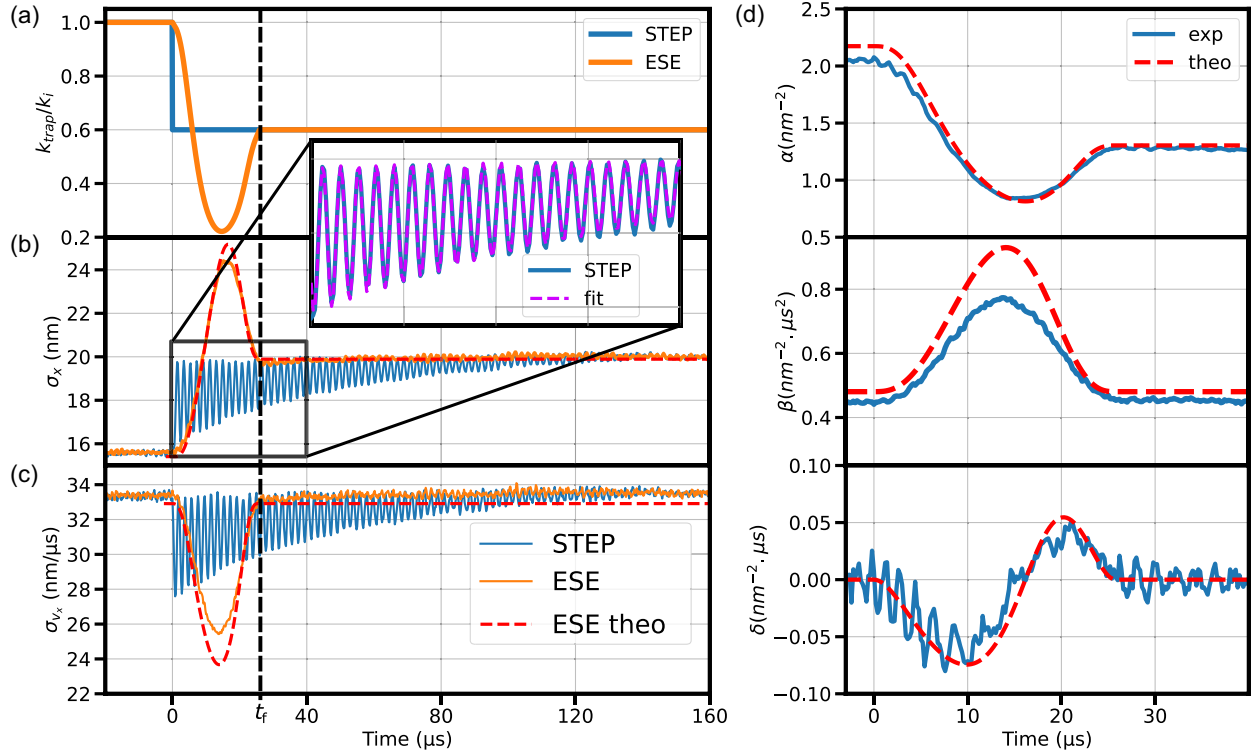 (a)
1.0
0.8
0.6
0.4
0.2
k_trap/k_i
STEP
ESE
(b)
24
22
20
18
16
σ_x (nm)
STEP
fit
(c)
34
32
30
28
26
24
22
σ_{v_x} (nm/μs)
STEP
ESE
ESE theo
0
t_f
40
80
120
160
Time (μs)
(d)
2.5
2.0
1.5
1.0
0.5
α(nm⁻²)
exp
theo
0.8
0.6
0.4
β(nm⁻², μs²)
0.10
0.05
0.00
−0.05
−0.10
δ(nm⁻², μs)
0
10
20
30
Time (μs)